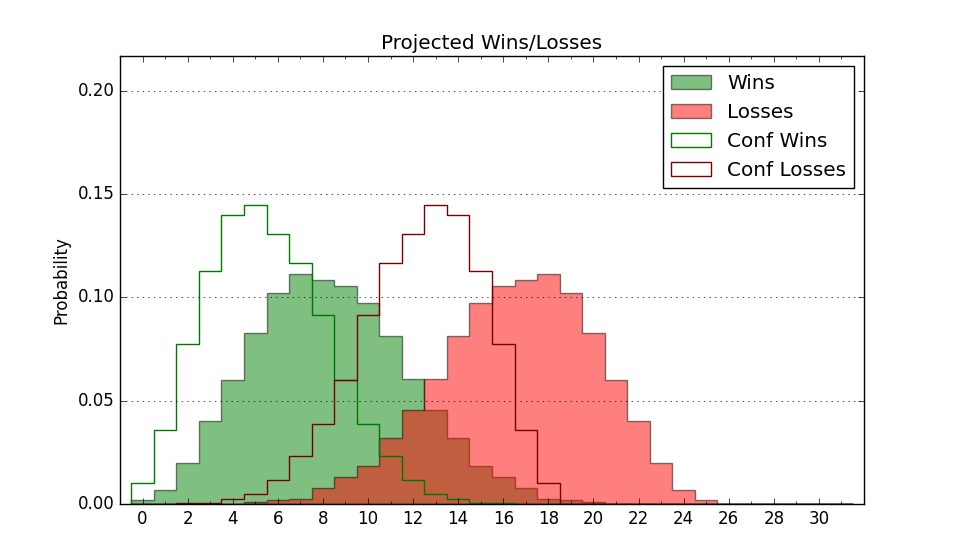 Projected Wins/Losses
Wins
Losses
Conf Wins
Conf Losses
Probability
0.20
0.15
0.10
0.05
0.00
0 2 4 6 8 10 12 14 16 18 20 22 24 26 28 30